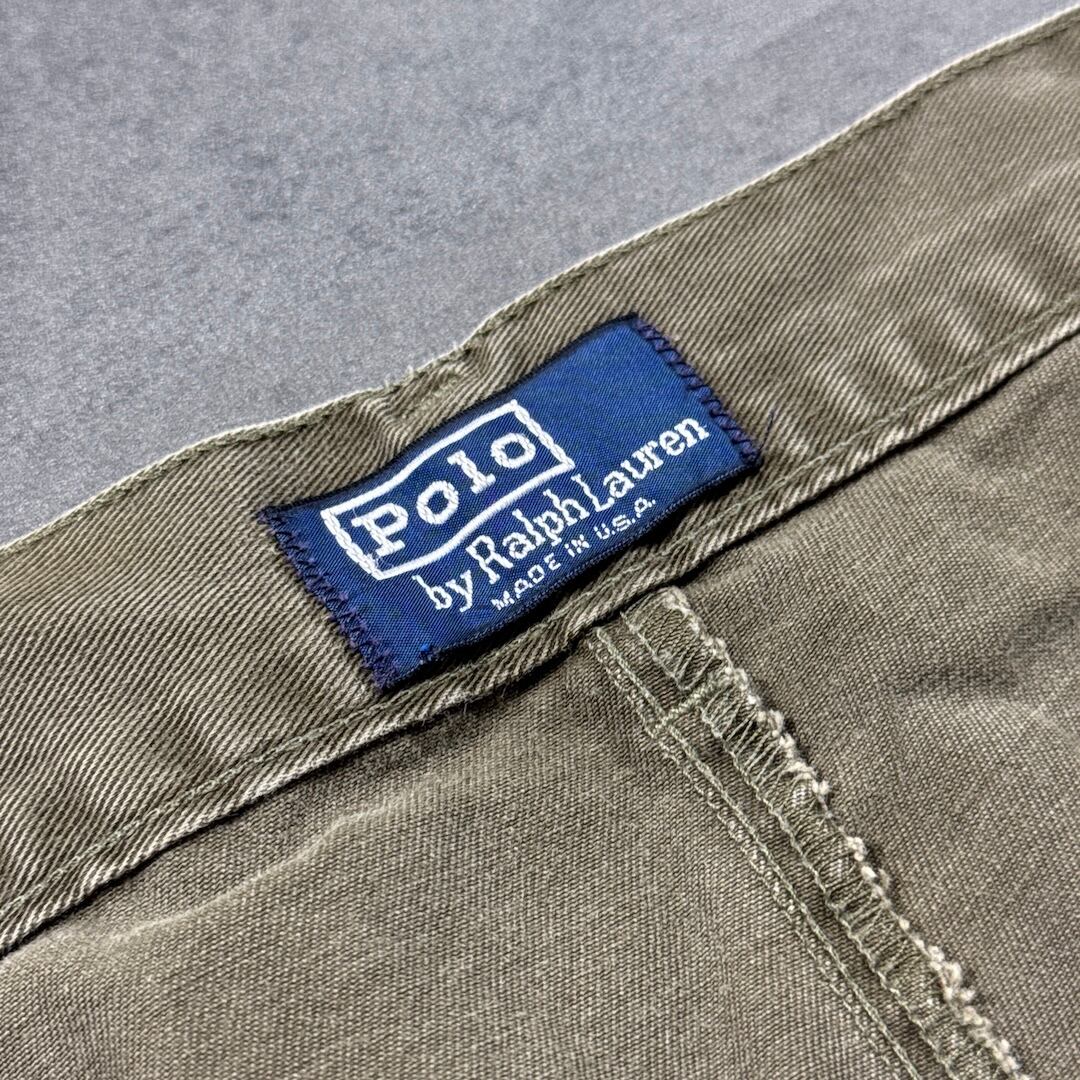 Polo
by Ralph Lauren
MADE IN U.S.A.